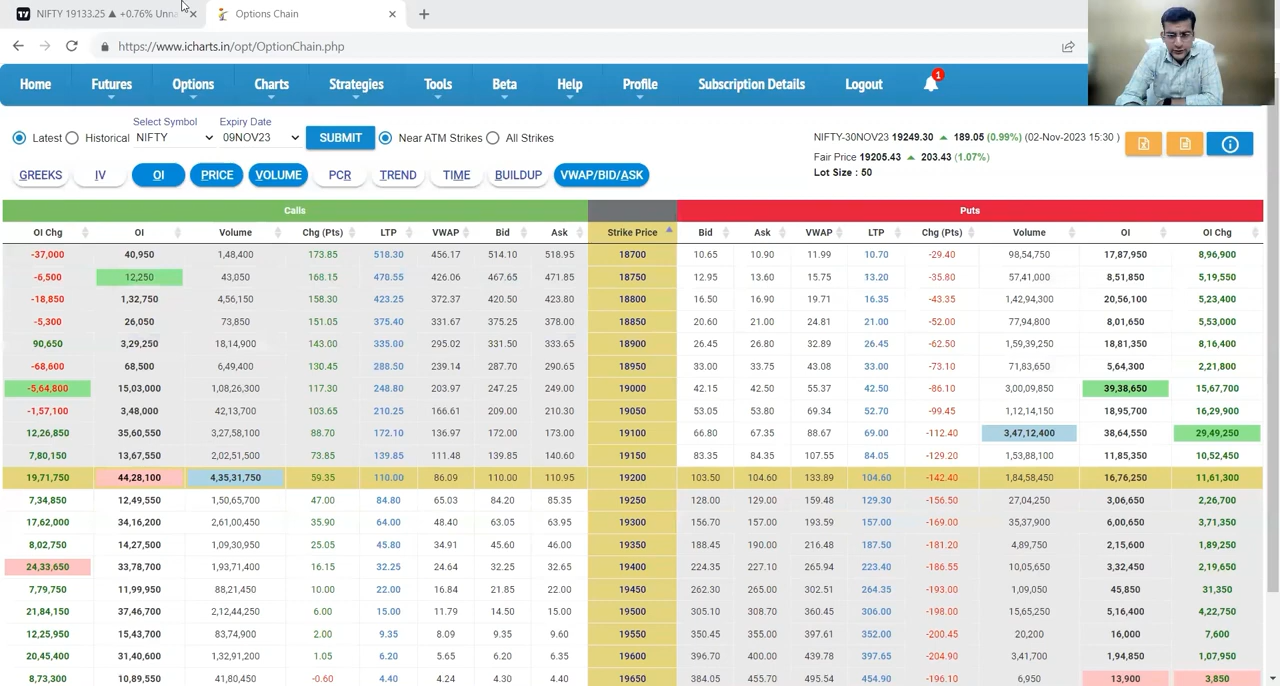 NIFTY 19133.25 ▲ +0.76% Unna
Options Chain
https://www.icharts.in/opt/OptionChain.php
Home Futures Options Charts Strategies Tools Beta Help Profile Subscription Details Logout 1
Select Symbol Expiry Date
Latest Historical NIFTY 09NOV23 SUBMIT Near ATM Strikes All Strikes
NIFTY-30NOV23 19249.30 189.05 (0.99%) (02-Nov-2023 15:30 )
Fair Price 19205.43 203.43 (1.07%)
Lot Size : 50
GREEKS IV OI PRICE VOLUME PCR TREND TIME BUILDUP VWAP/BID/ASK
Calls Puts
OI Chg OI Volume Chg (Pts) LTP VWAP Bid Ask Strike Price Bid Ask VWAP LTP Chg (Pts) Volume OI OI Chg
-37,000 40,950 1,48,400 173.85 518.30 456.17 514.10 518.95 18700 10.65 10.90 11.99 10.70 -29.40 98,54,750 17,87,950 8,96,900
-6,500 12,250 43,050 168.15 470.55 426.06 467.65 471.85 18750 12.95 13.60 15.75 13.20 -35.80 57,41,000 8,51,850 5,19,550
-18,850 1,32,750 4,56,150 158.30 423.25 372.37 420.50 423.80 18800 16.50 16.90 19.71 16.35 -43.35 1,42,94,300 20,56,100 5,23,400
-5,300 26,050 73,850 151.05 375.40 331.67 375.25 378.00 18850 20.60 21.00 24.81 21.00 -52.00 77,94,800 8,01,650 5,53,000
90,650 3,29,250 18,14,900 143.00 335.00 295.02 331.50 333.65 18900 26.45 26.80 32.89 26.45 -62.50 1,59,39,250 18,81,350 8,16,400
-68,600 68,500 6,49,400 130.45 288.50 239.14 287.70 290.65 18950 33.00 33.75 43.08 33.00 -73.10 71,83,650 5,64,300 2,21,800
-5,64,800 15,03,000 1,08,26,300 117.30 248.80 203.97 247.25 249.00 19000 42.15 42.50 55.37 42.50 -86.10 3,00,09,850 39,38,650 15,67,700
-1,57,100 3,48,000 42,13,700 103.65 210.25 166.61 209.00 210.30 19050 53.05 53.80 69.34 52.70 -99.45 1,12,14,150 18,95,700 16,29,900
12,26,850 35,60,550 3,27,58,100 88.70 172.10 136.97 172.00 173.00 19100 66.80 67.35 88.67 69.00 -112.40 3,47,12,400 38,64,550 29,49,250
7,80,150 13,67,550 2,02,51,500 73.85 139.85 111.48 139.85 140.60 19150 83.35 84.35 107.55 84.05 -129.20 1,53,88,100 11,85,350 10,52,450
19,71,750 44,28,100 4,35,31,750 59.35 110.00 86.09 110.00 110.95 19200 103.50 104.60 133.89 104.60 -142.40 1,84,58,450 16,76,250 11,61,300
7,34,850 12,49,550 1,50,65,700 47.00 84.80 65.03 84.20 85.35 19250 128.00 129.00 159.48 129.30 -156.50 27,04,250 3,06,650 2,26,700
17,62,000 34,16,200 2,61,00,450 35.90 64.00 48.40 63.05 63.95 19300 156.70 157.00 193.59 157.00 -169.00 35,37,900 6,00,650 3,71,350
8,02,750 14,27,500 1,09,30,950 25.05 45.80 34.91 45.60 46.00 19350 188.45 190.00 216.48 187.50 -181.20 4,89,750 2,15,600 1,89,250
24,33,650 33,78,700 1,93,71,400 16.15 32.25 24.64 32.25 32.65 19400 224.35 227.10 265.94 223.40 -186.55 10,05,650 3,32,450 2,19,650
7,79,750 11,99,950 88,21,450 10.00 22.00 16.84 21.85 22.00 19450 262.30 265.00 302.51 264.35 -193.00 1,09,050 45,850 31,350
21,84,150 37,46,700 2,12,44,250 6.00 15.00 11.79 14.50 15.00 19500 305.10 308.70 360.45 306.00 -198.00 15,65,250 5,16,400 4,22,750
12,25,950 15,43,700 83,74,900 2.00 9.35 8.09 9.35 9.60 19550 350.45 355.00 397.61 352.00 -200.45 20,200 16,000 7,600
20,45,400 31,40,600 1,32,91,200 1.05 6.20 5.65 6.20 6.35 19600 396.70 400.00 439.78 397.65 -204.90 3,41,700 1,94,850 1,07,950
8,73,300 10,89,550 41,80,450 -0.60 4.40 4.24 4.30 4.40 19650 384.05 455.70 495.54 454.90 -196.10 6,950 13,900 3,850